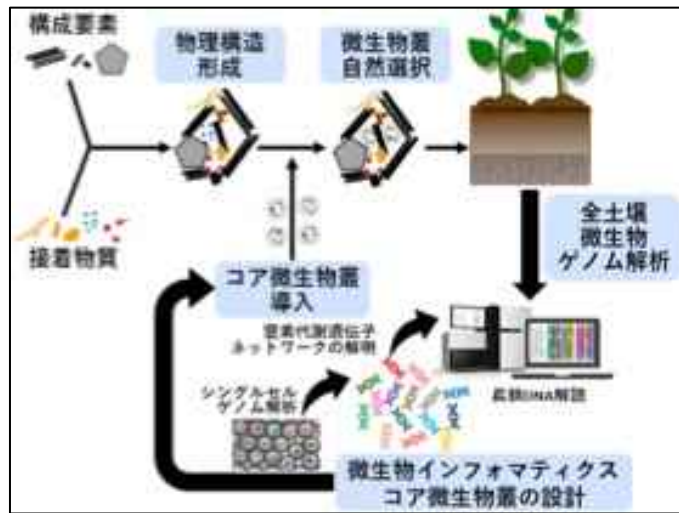 構成要素
物理構造
形成
微生物叢
自然選択
接着物質
コア微生物叢
導入
全土壌
微生物
ゲノム解析
窒素代謝遺伝子
ネットワークの解明
シングルセル
ゲノム解析
長鎖DNA解読
微生物インフォマティクス
コア微生物叢の設計